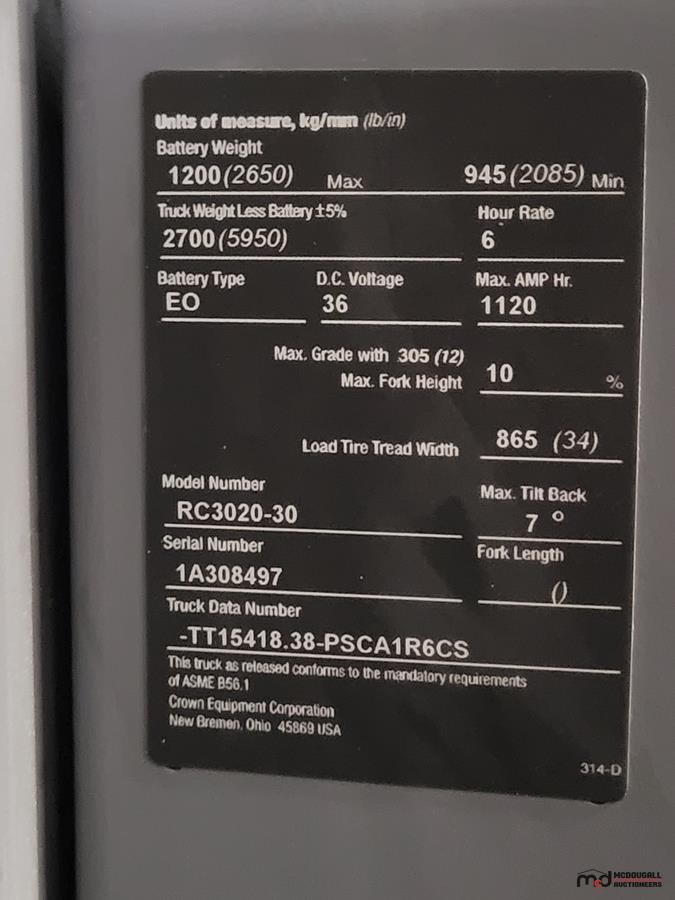 Units of measure, kg/mm (lb/in)
Battery Weight
1200 (2650) Max 945 (2085) Min
Truck Weight Less Battery ±5% Hour Rate
2700 (5950) 6
Battery Type D.C. Voltage Max. AMP Hr.
EO 36 1120
Max. Grade with 305 (12)
Max. Fork Height 10 %
Load Tire Tread Width 865 (34)
Model Number Max. Tilt Back
RC3020-30 7 °
Serial Number Fork Length
1A308497 ()
Truck Data Number
-TT15418.38-PSCA1R6CS
This truck as released conforms to the mandatory requirements
of ASME B56.1
Crown Equipment Corporation
New Bremen, Ohio 45869 USA
314-D
md MCDOUGALL
AUCTIONEERS